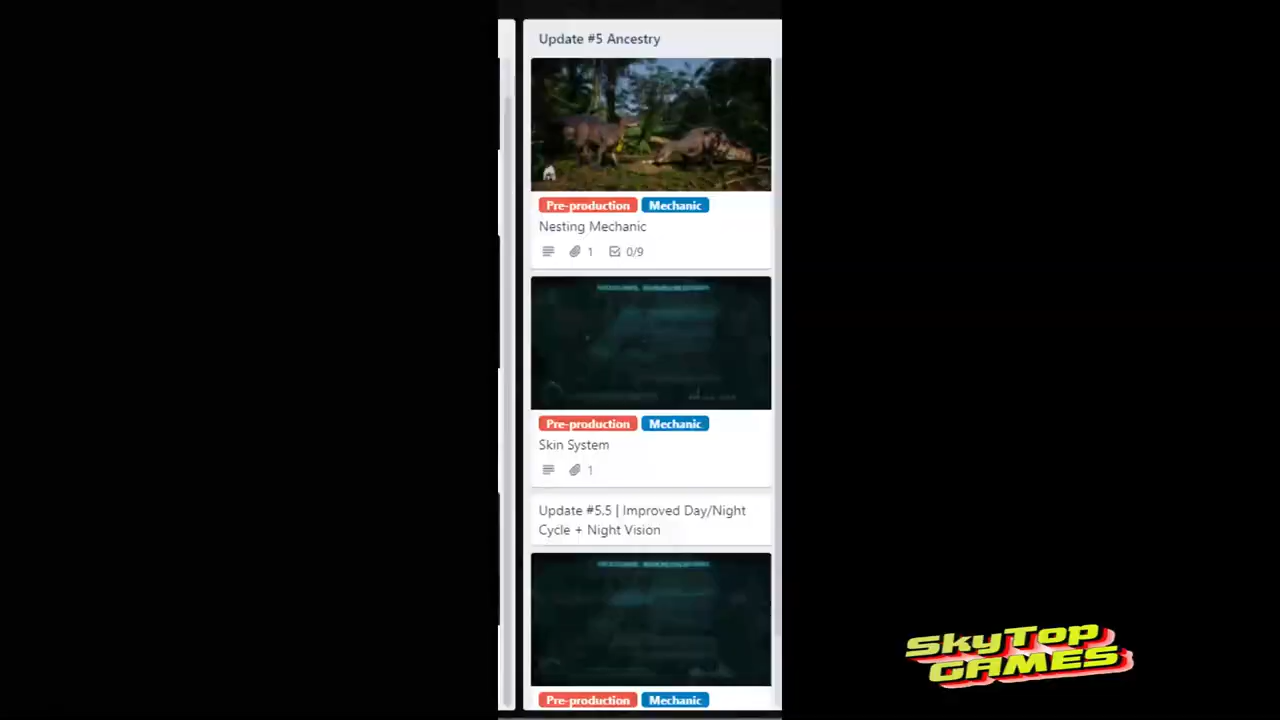 Update #5 Ancestry
Pre-production Mechanic
Nesting Mechanic
1 0/9
Pre-production Mechanic
Skin System
1
Update #5.5 | Improved Day/Night
Cycle + Night Vision
Pre-production Mechanic
SkyTop
GAMES